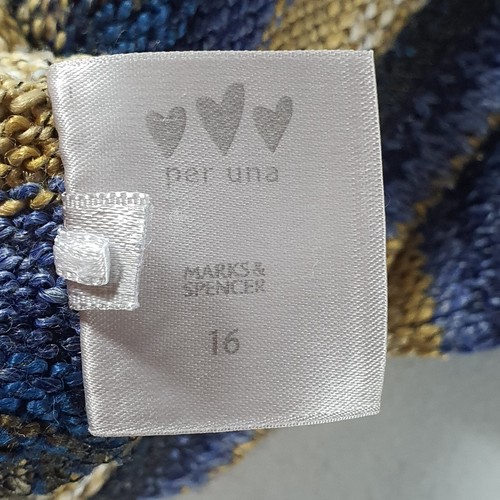 per una
MARKS &
SPENCER
16